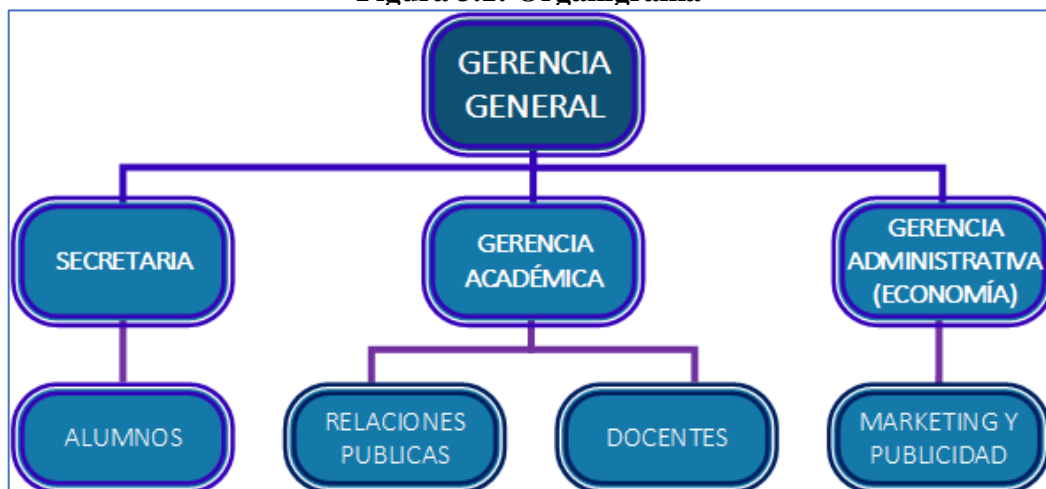 GERENCIA
GENERAL
SECRETARIA
GERENCIA
ACADÉMICA
GERENCIA
ADMINISTRATIVA
(ECONOMÍA)
ALUMNOS
RELACIONES
PUBLICAS
DOCENTES
MARKETING Y
PUBLICIDAD